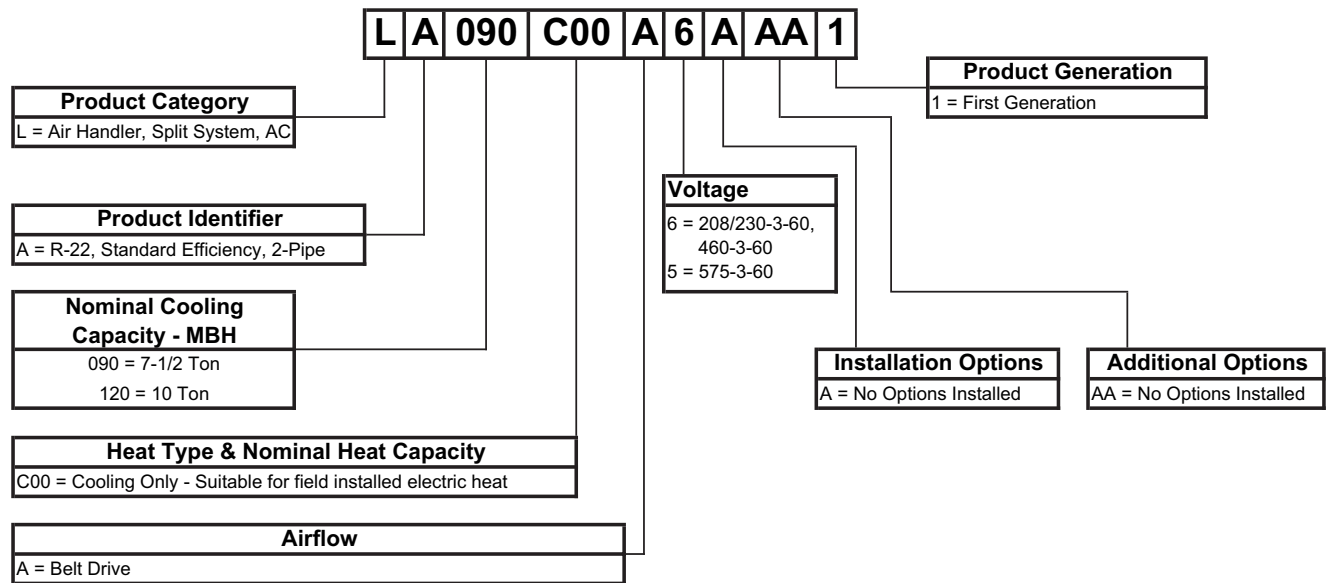 L A 090 C00 A 6 A AA 1
Product Category
L = Air Handler, Split System, AC
Product Identifier
A = R-22, Standard Efficiency, 2-Pipe
Nominal Cooling
Capacity - MBH
090 = 7-1/2 Ton
120 = 10 Ton
Heat Type & Nominal Heat Capacity
C00 = Cooling Only - Suitable for field installed electric heat
Airflow
A = Belt Drive
Voltage
6 = 208/230-3-60,
460-3-60
5 = 575-3-60
Installation Options
A = No Options Installed
Additional Options
AA = No Options Installed
Product Generation
1 = First Generation